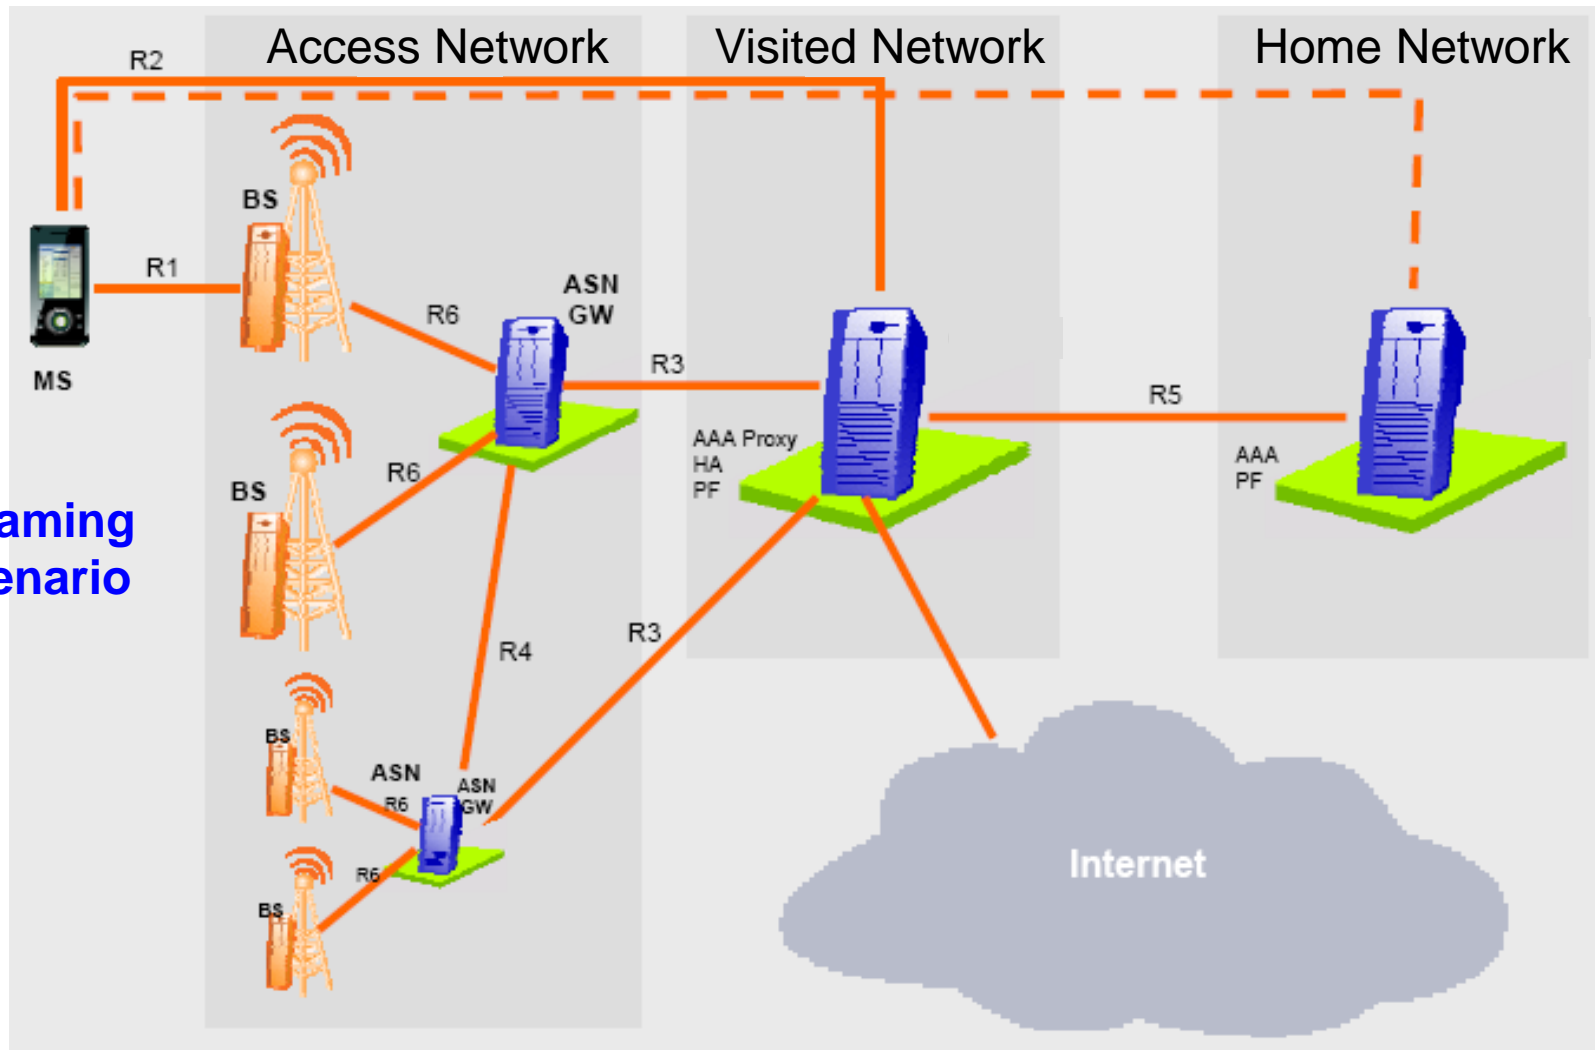 Access Network
Visited Network
Home Network
R2
BS
R1
MS
ASN
GW
R6
R3
R5
AAA Proxy
HA
PF
AAA
PF
BS
R6
aming
enario
R4
R3
BS
ASN
R6
ASN
GW
R6
BS
Internet